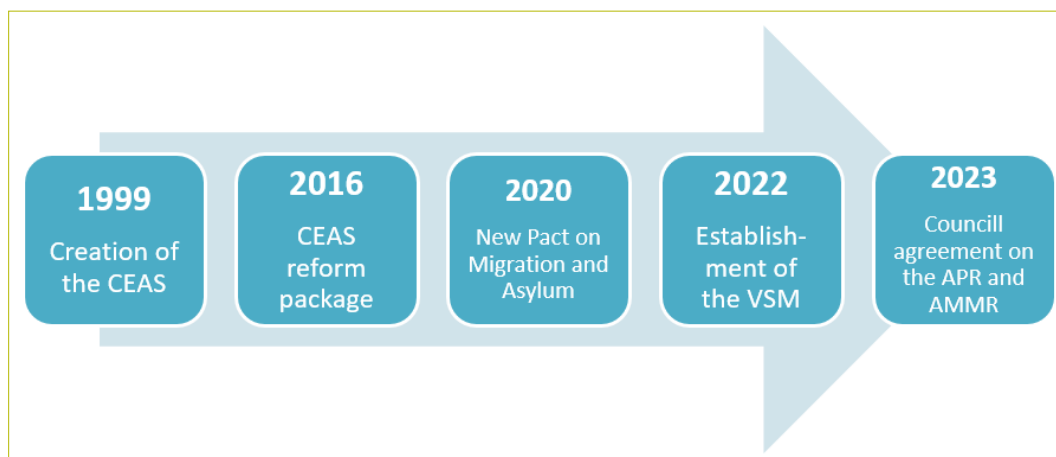 1999
Creation of
the CEAS
2016
CEAS
reform
package
2020
New Pact on
Migration and
Asylum
2022
Establish-
ment of
the VSM
2023
Councill
agreement on
the APR and
AMMR